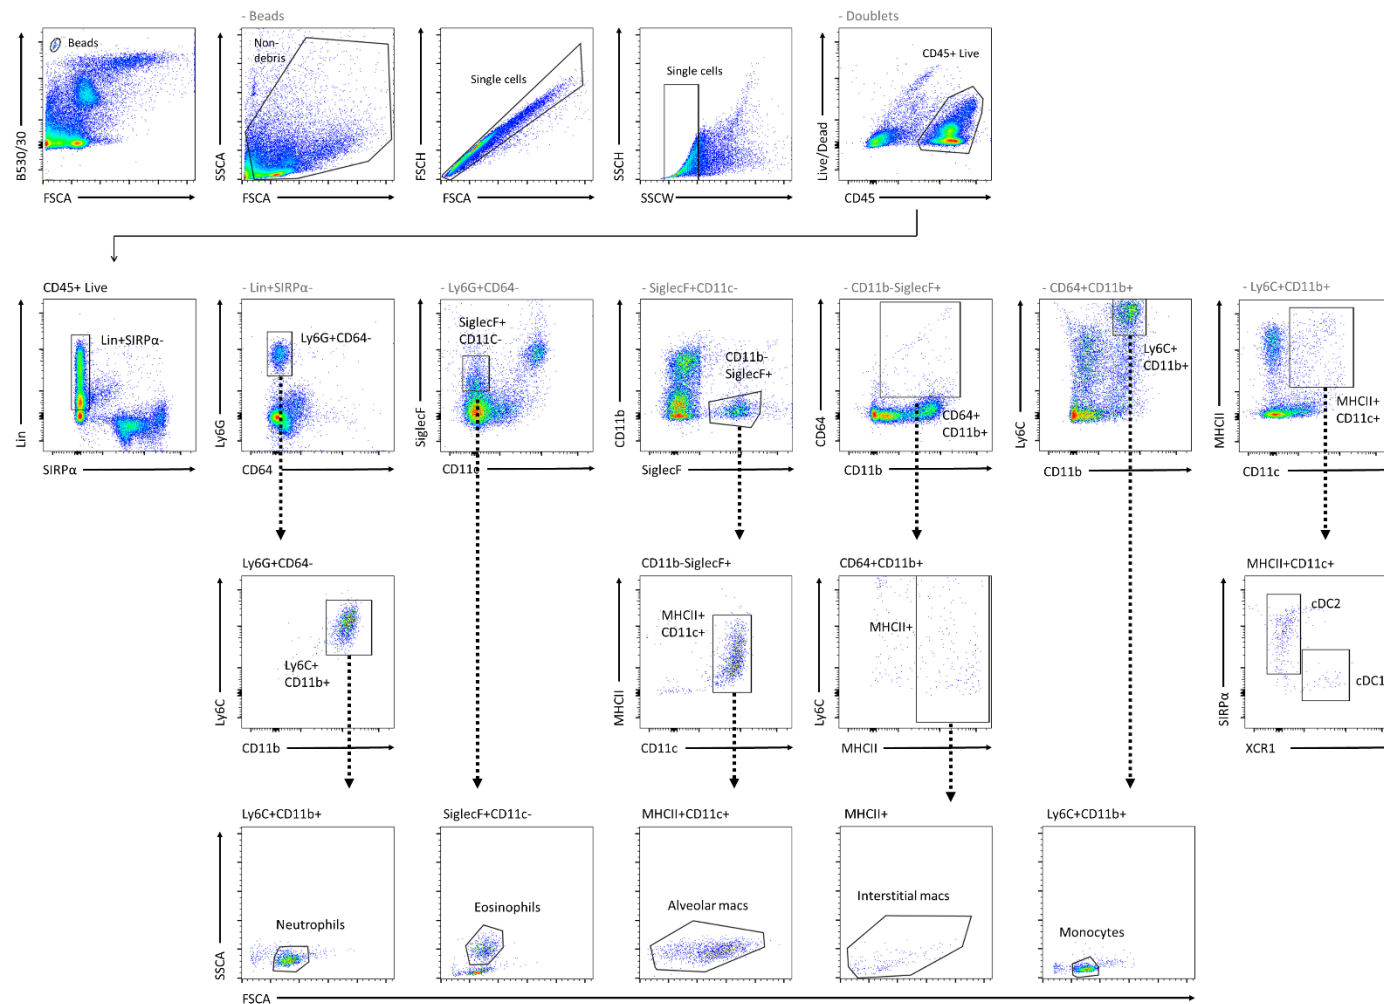 - Beads
- Doublets
B530/30
Beads
FSCA
SSCA
Non-
debris
FSCA
FSCH
Single cells
FSCA
SSCH
Single cells
SSCW
Live/Dead
CD45+ Live
CD45
CD45+ Live
- Lin+SIRPα-
- Ly6G+CD64-
- SiglecF+CD11c-
- CD11b-SiglecF+
- CD64+CD11b+
- Ly6C+CD11b+
Lin
Lin+SIRPα-
SIRPα
Ly6G
Ly6G+CD64-
CD64
SiglecF
SiglecF+
CD11C-
CD11c
CD11b
CD11b-
SiglecF+
SiglecF
CD64
CD64+
CD11b+
CD11b
Ly6C
Ly6C+
CD11b+
CD11b
MHCII
MHCII+
CD11c+
CD11c
Ly6G+CD64-
CD11b-SiglecF+
CD64+CD11b+
MHCII+CD11c+
Ly6C
Ly6C+
CD11b+
CD11b
MHCII
MHCII+
CD11c+
CD11c
Ly6C
MHCII+
MHCII
SIRPα
cDC2
cDC1
XCR1
Ly6C+CD11b+
SiglecF+CD11c-
MHCII+CD11c+
MHCII+
Ly6C+CD11b+
SSCA
Neutrophils
Eosinophils
Alveolar macs
Interstitial macs
Monocytes
FSCA